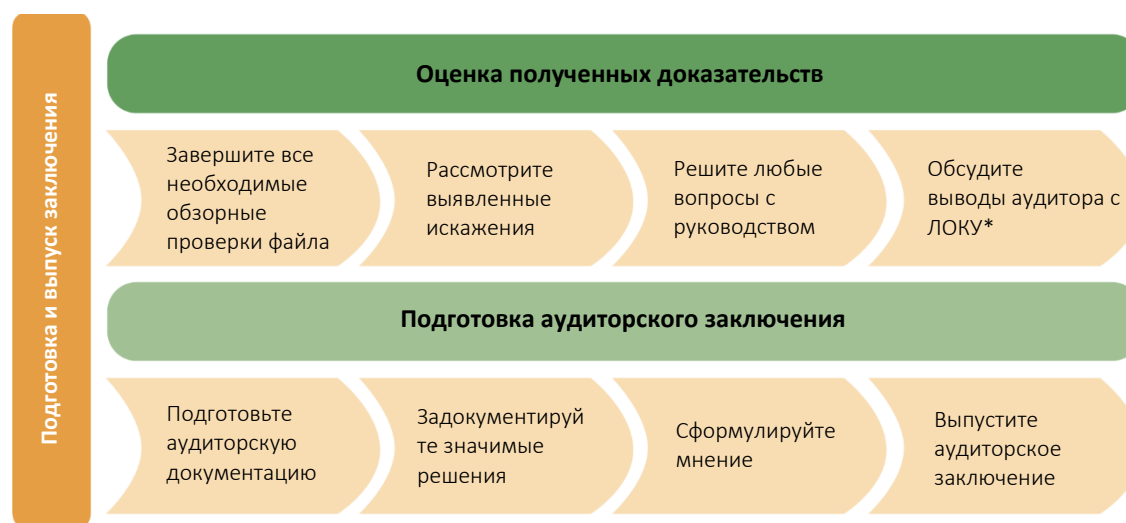 Подготовка и выпуск заключения
Оценка полученных доказательств
Завершите все
необходимые
обзорные
проверки файла
Рассмотрите
выявленные
искажения
Решите любые
вопросы с
руководством
Обсудите
выводы аудитора с
ЛОКУ*
Подготовка аудиторского заключения
Подготовьте
аудиторскую
документацию
Задокументируй
те значимые
решения
Сформулируйте
мнение
Выпустите
аудиторское
заключение